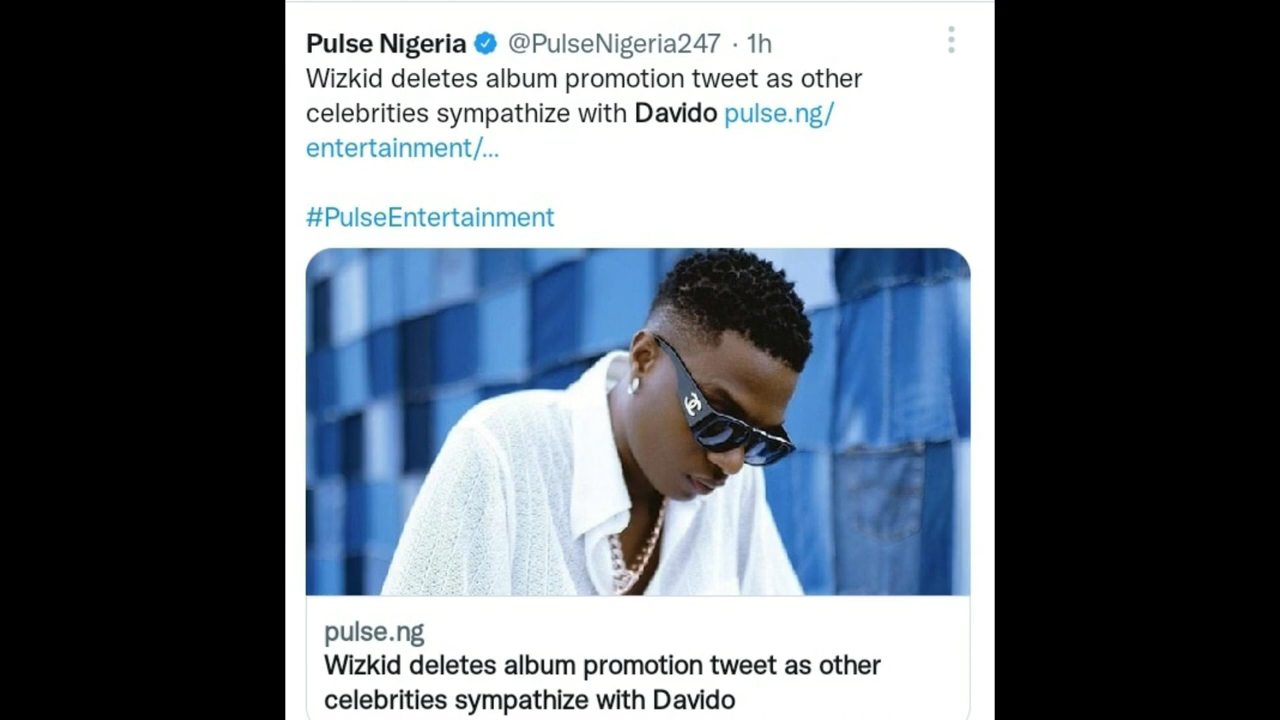 Pulse Nigeria @PulseNigeria247 · 1h
Wizkid deletes album promotion tweet as other
celebrities sympathize with Davido pulse.ng/
entertainment/...
#PulseEntertainment
pulse.ng
Wizkid deletes album promotion tweet as other
celebrities sympathize with Davido